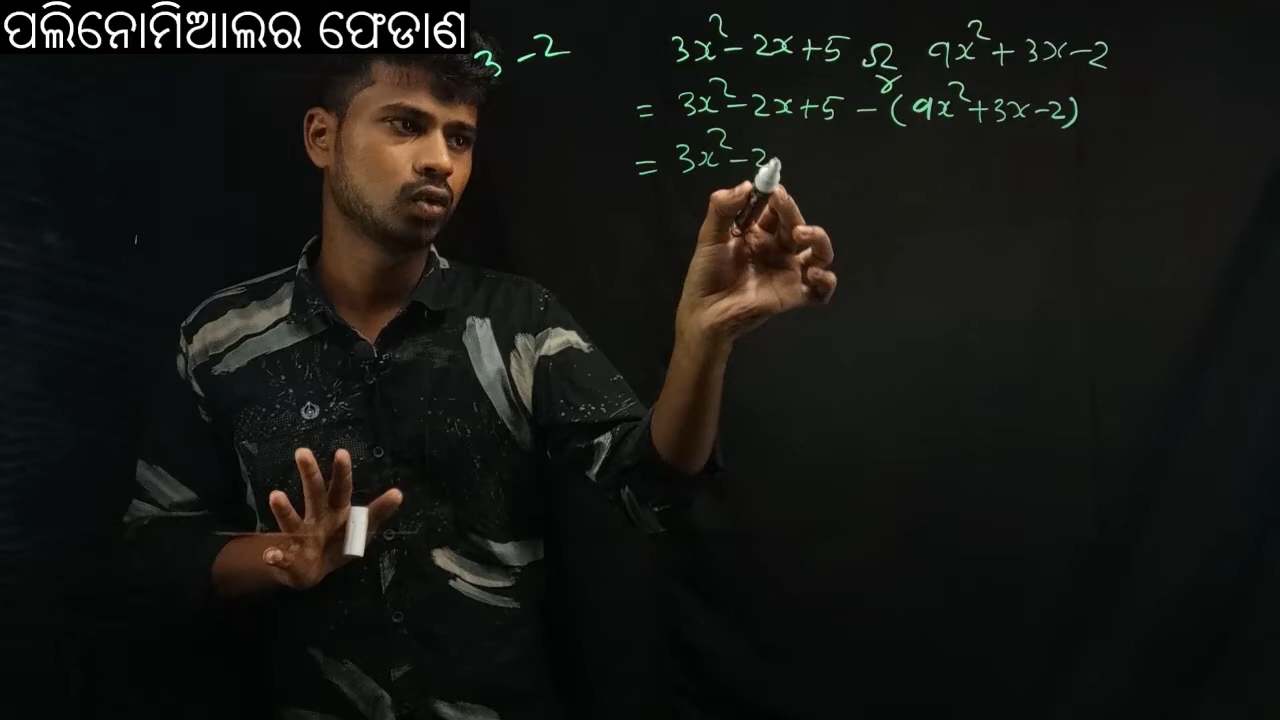 ପଲିନୋମିଆଲର ଫେଡାଣ
3 - 2
3x² - 2x + 5 ରୁ 9x² + 3x - 2
= 3x² - 2x + 5 - (9x² + 3x - 2)
= 3x² - 2